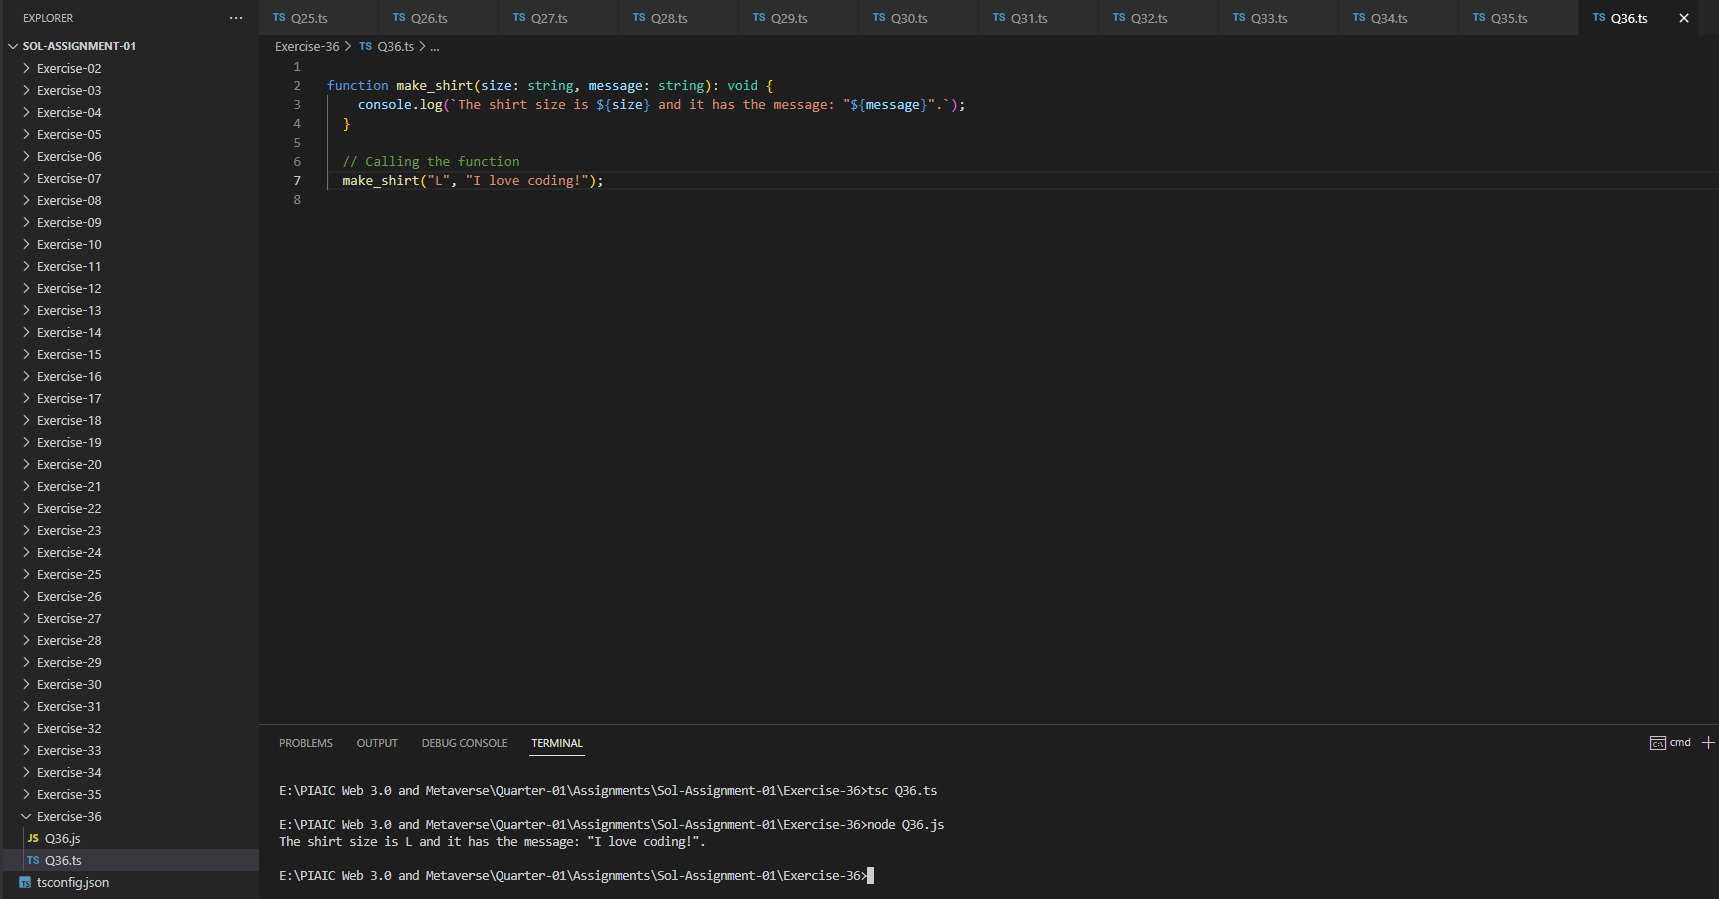 EXPLORER
SOL-ASSIGNMENT-01
Exercise-02
Exercise-03
Exercise-04
Exercise-05
Exercise-06
Exercise-07
Exercise-08
Exercise-09
Exercise-10
Exercise-11
Exercise-12
Exercise-13
Exercise-14
Exercise-15
Exercise-16
Exercise-17
Exercise-18
Exercise-19
Exercise-20
Exercise-21
Exercise-22
Exercise-23
Exercise-24
Exercise-25
Exercise-26
Exercise-27
Exercise-28
Exercise-29
Exercise-30
Exercise-31
Exercise-32
Exercise-33
Exercise-34
Exercise-35
Exercise-36
JS Q36.js
TS Q36.ts
TS tsconfig.json
TS Q25.ts TS Q26.ts TS Q27.ts TS Q28.ts TS Q29.ts TS Q30.ts TS Q31.ts TS Q32.ts TS Q33.ts TS Q34.ts TS Q35.ts TS Q36.ts
Exercise-36 > TS Q36.ts > ...
1
2 function make_shirt(size: string, message: string): void {
3 console.log(`The shirt size is ${size} and it has the message: "${message}".`);
4 }
5
6 // Calling the function
7 make_shirt("L", "I love coding!");
8
PROBLEMS OUTPUT DEBUG CONSOLE TERMINAL cmd
E:\PIAIC Web 3.0 and Metaverse\Quarter-01\Assignments\Sol-Assignment-01\Exercise-36>tsc Q36.ts
E:\PIAIC Web 3.0 and Metaverse\Quarter-01\Assignments\Sol-Assignment-01\Exercise-36>node Q36.js
The shirt size is L and it has the message: "I love coding!".
E:\PIAIC Web 3.0 and Metaverse\Quarter-01\Assignments\Sol-Assignment-01\Exercise-36>